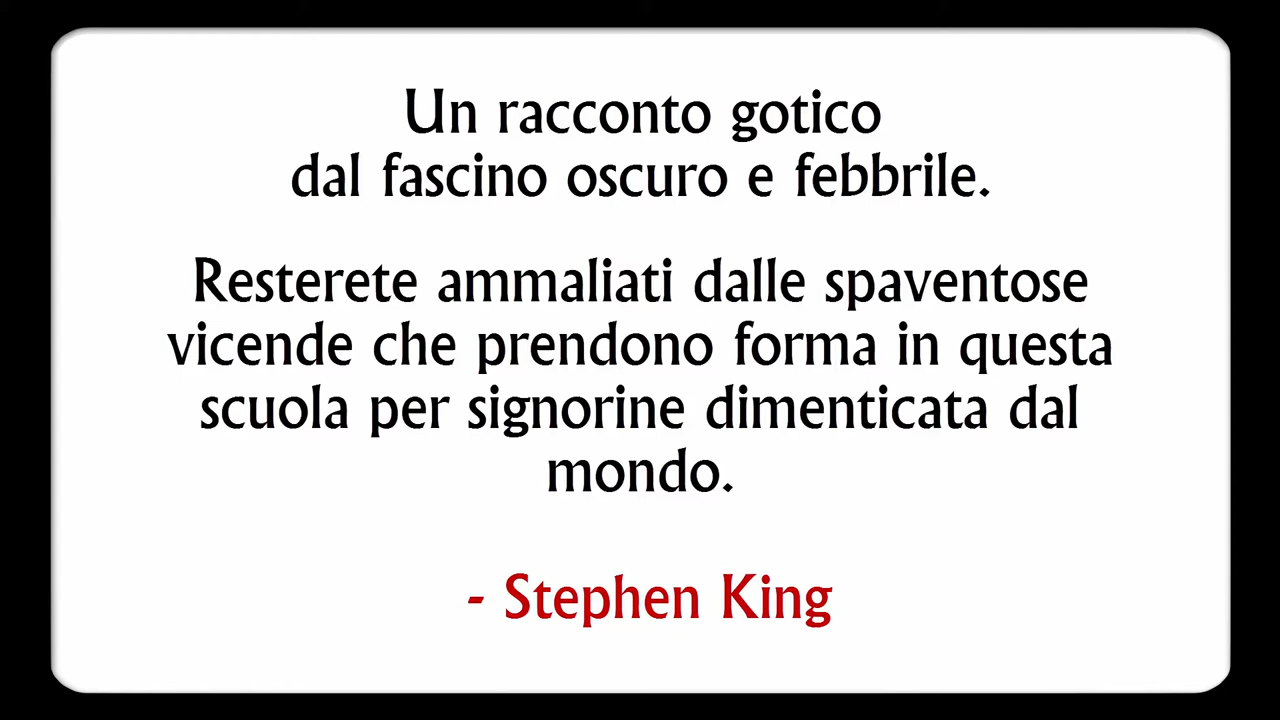 Un racconto gotico
dal fascino oscuro e febbrile.
Resterete ammaliati dalle spaventose
vicende che prendono forma in questa
scuola per signorine dimenticata dal
mondo.
- Stephen King